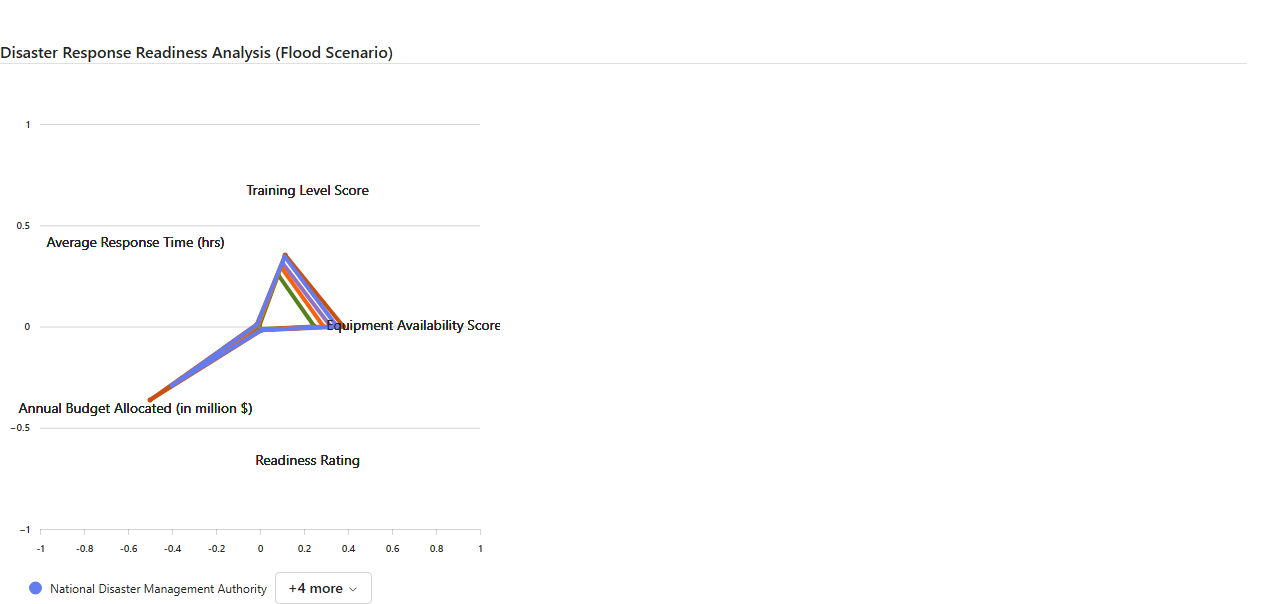 Disaster Response Readiness Analysis (Flood Scenario)
1
Training Level Score
0.5
Average Response Time (hrs)
0
Equipment Availability Score
Annual Budget Allocated (in million $)
−0.5
Readiness Rating
−1
-1 -0.8 -0.6 -0.4 -0.2 0 0.2 0.4 0.6 0.8 1
National Disaster Management Authority +4 more